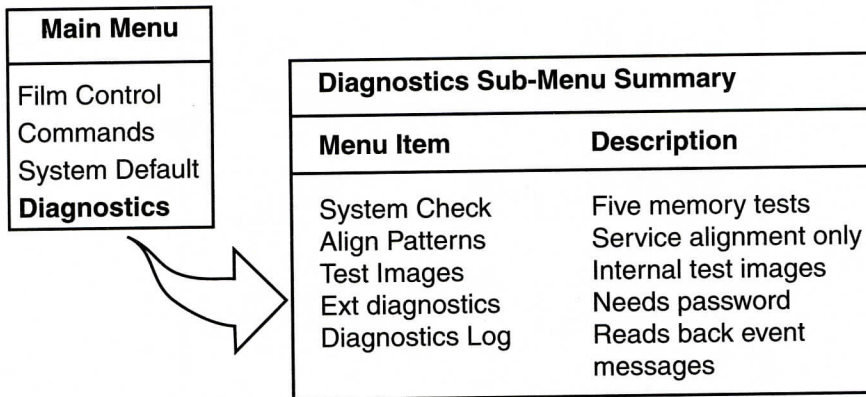 Main Menu
Film Control
Commands
System Default
Diagnostics
Diagnostics Sub-Menu Summary
Menu Item Description
System Check Five memory tests
Align Patterns Service alignment only
Test Images Internal test images
Ext diagnostics Needs password
Diagnostics Log Reads back event
messages